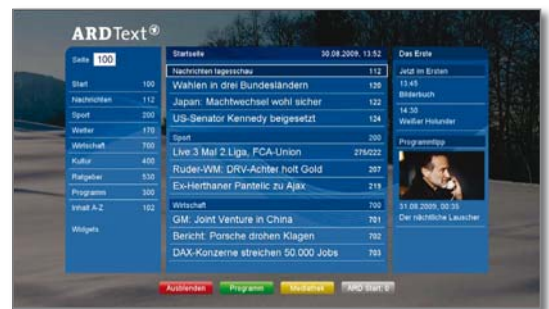 ARDText
Seite 100
Start 100
Nachrichten 112
Sport 200
Wetter 170
Wirtschaft 700
Kultur 400
Ratgeber 530
Programm 300
Inhalt A-Z 102
Widgets
Startseite 30.08.2009, 13:52
Nachrichten tagesschau 112
Wahlen in drei Bundesländern 120
Japan: Machtwechsel wohl sicher 122
US-Senator Kennedy beigesetzt 124
Sport 200
Live:3 Mal 2.Liga, FCA-Union 275/222
Ruder-WM: DRV-Achter holt Gold 207
Ex-Herthaner Pantelic zu Ajax 219
Wirtschaft 700
GM: Joint Venture in China 701
Bericht: Porsche drohen Klagen 702
DAX-Konzerne streichen 50.000 Jobs 703
Das Erste
Jetzt im Ersten
13:45
Bilderbuch
14:30
Weißer Holunder
Programmtipp
31.08.2009, 00:35
Der nächtliche Lauscher
Ausblenden Programm Mediathek ARD Start: 0